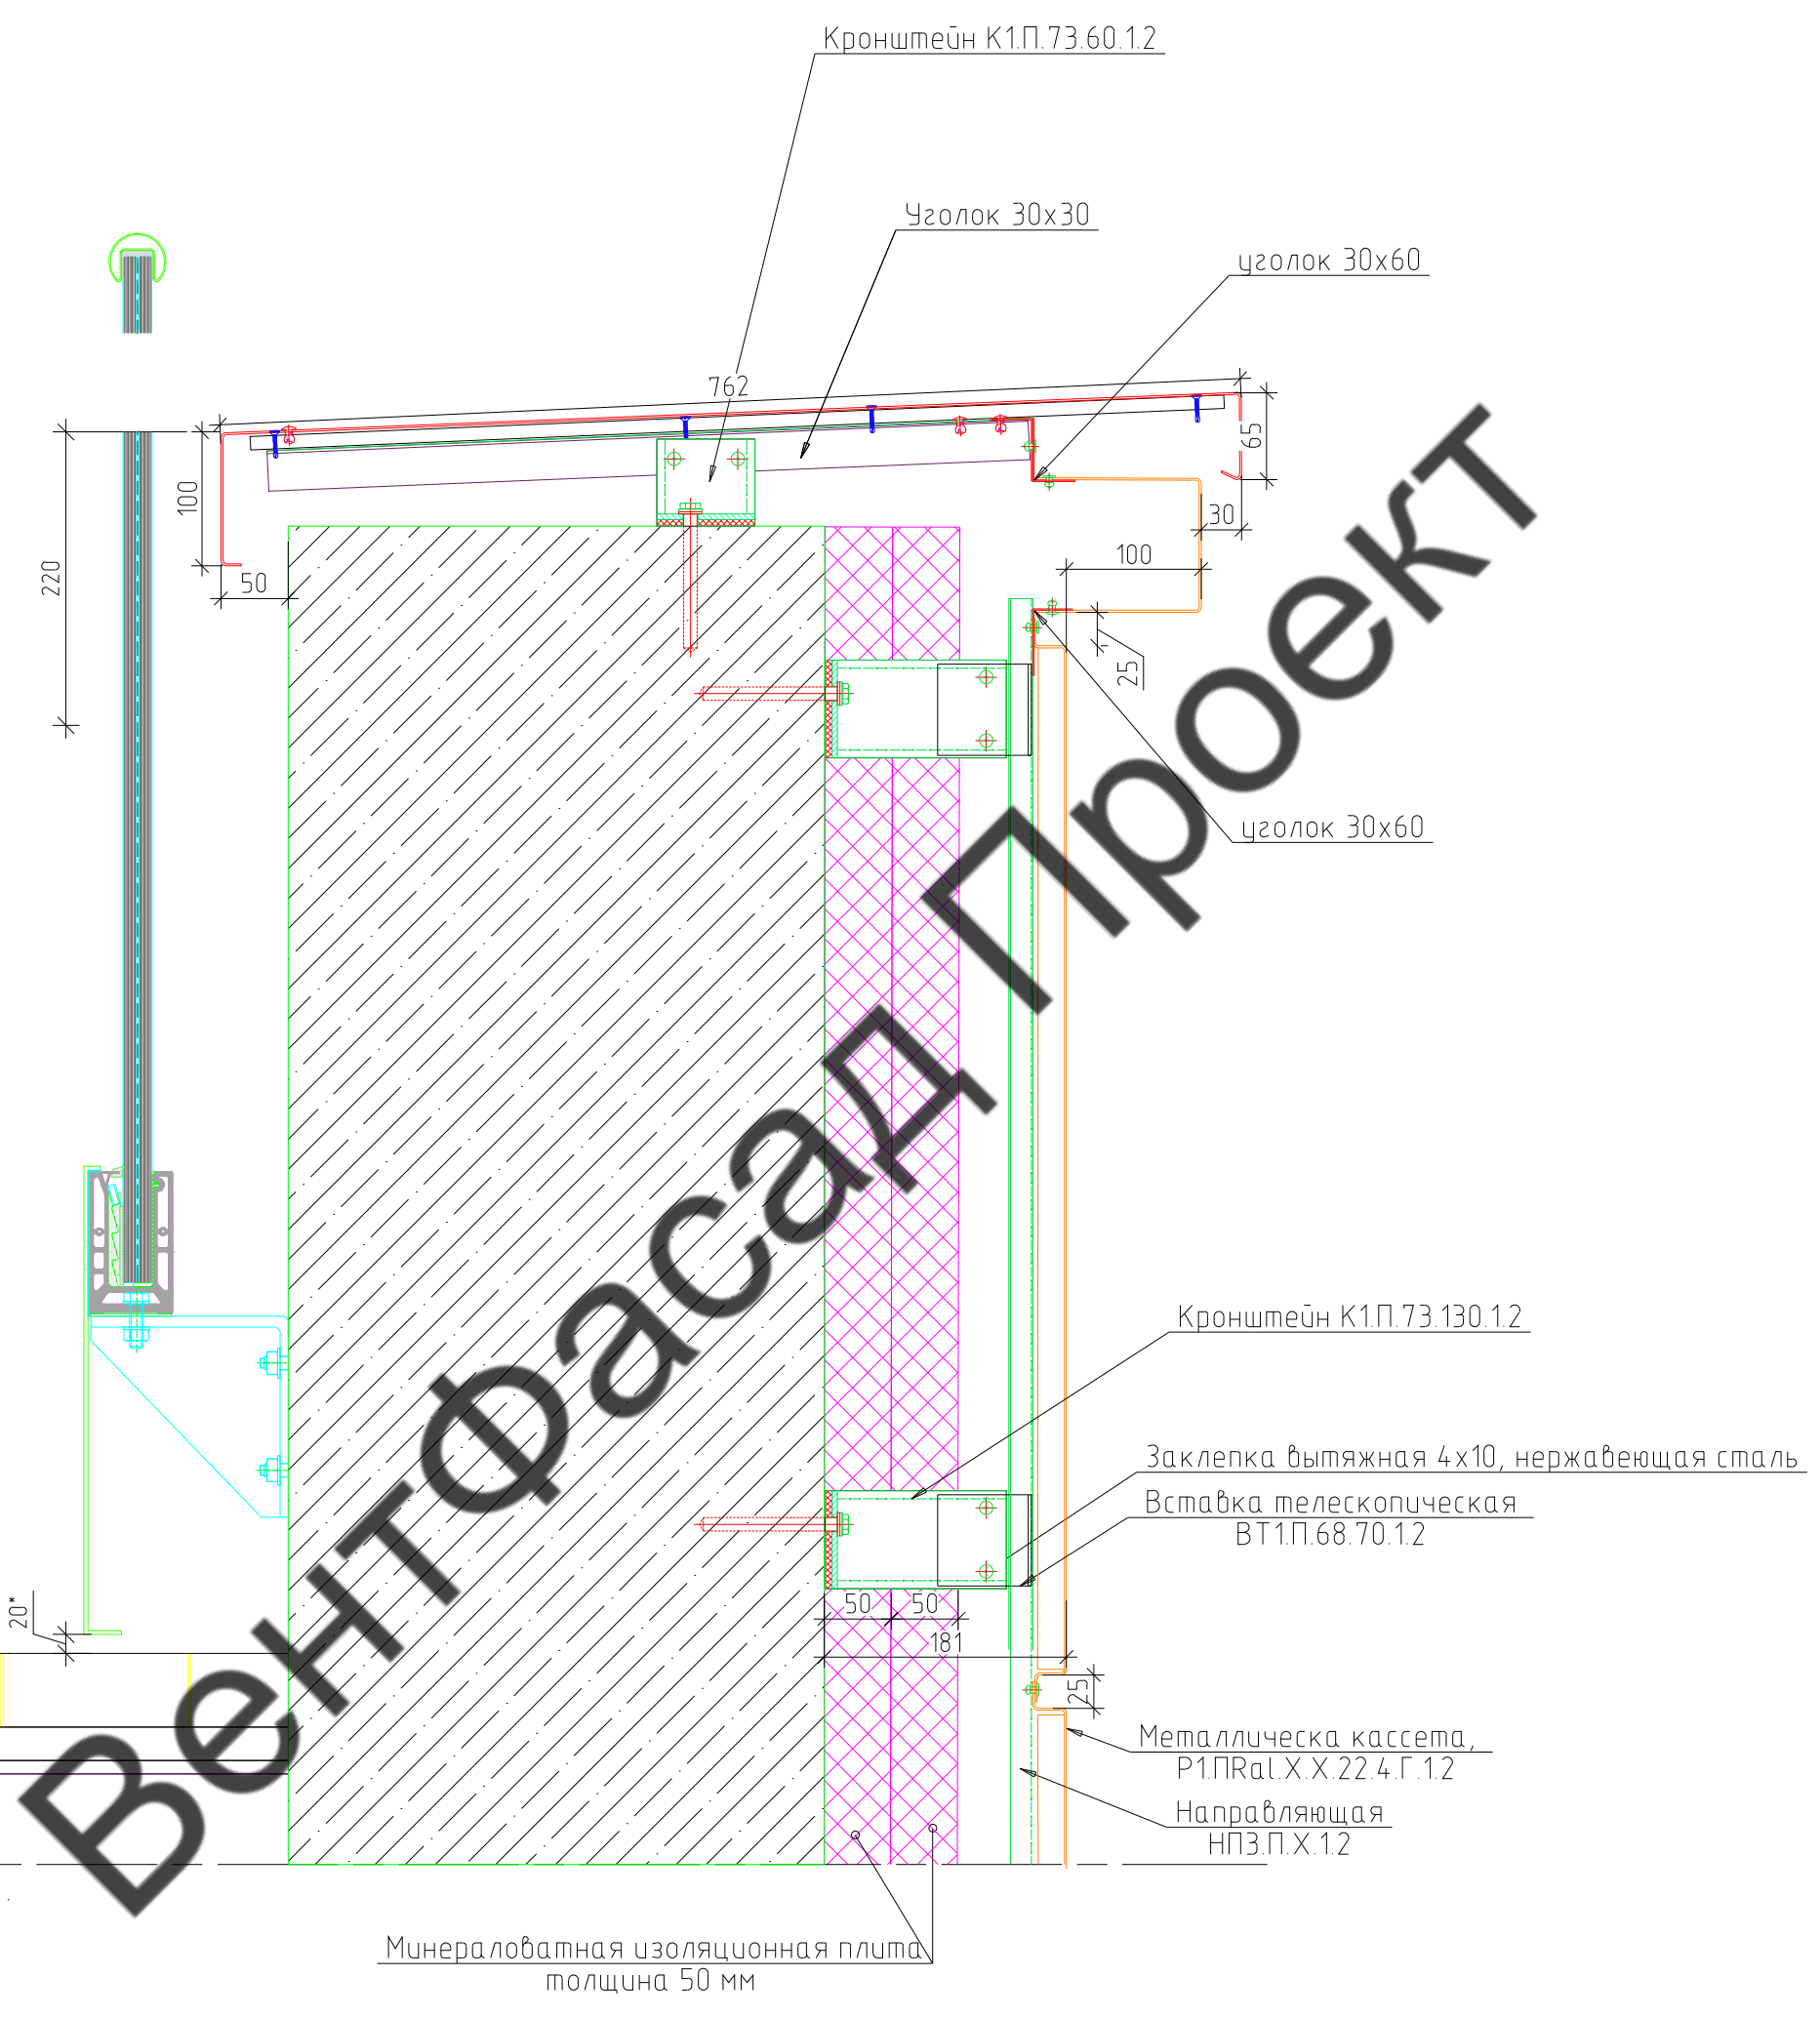 Кронштейн К1.П.73.60.1.2
Уголок 30х30
уголок 30х60
762
65
100
30
220
50
100
25
уголок 30х60
Кронштейн К1.П.73.130.1.2
Заклепка вытяжная 4х10, нержавеющая сталь
Вставка телескопическая
ВТ1.П.68.70.1.2
20*
50
50
181
25
Металлическа кассета,
Р1.ПRal.Х.Х.22.4.Г.1.2
Направляющая
НП3.П.Х.1.2
Минераловатная изоляционная плита
толщина 50 мм
ВентФасад Проект